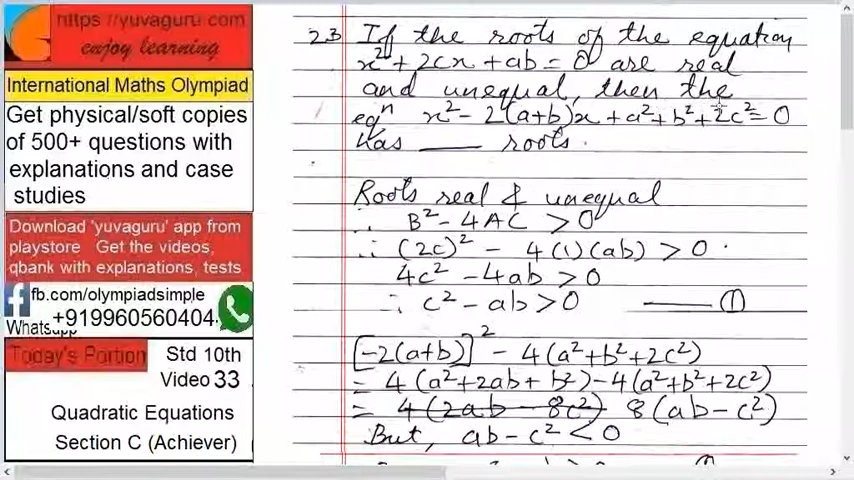 https //yuvaguru com
enjoy learning
International Maths Olympiad
Get physical/soft copies
of 500+ questions with
explanations and case
studies
Download 'yuvaguru' app from
playstore Get the videos,
qbank with explanations, tests
fb.com/olympiadsimple
Whatsapp
+919960560404
Today's Portion
Std 10th
Video 33
Quadratic Equations
Section C (Achiever)
23 If the roots of the equation
x² + 2cx + ab = 0 are real
and unequal, then the
eqⁿ x² - 2(a+b)x + a² + b² + 2c² = 0
has ___ roots.
Roots real & unequal
∴ B² - 4AC > 0
∴ (2c)² - 4(1)(ab) > 0
4c² - 4ab > 0
∴ c² - ab > 0 —— ①
[-2(a+b)]² - 4(a² + b² + 2c²)
= 4(a² + 2ab + b²) - 4(a² + b² + 2c²)
= 4(2ab - 8c²) 8(ab - c²)
But, ab - c² < 0